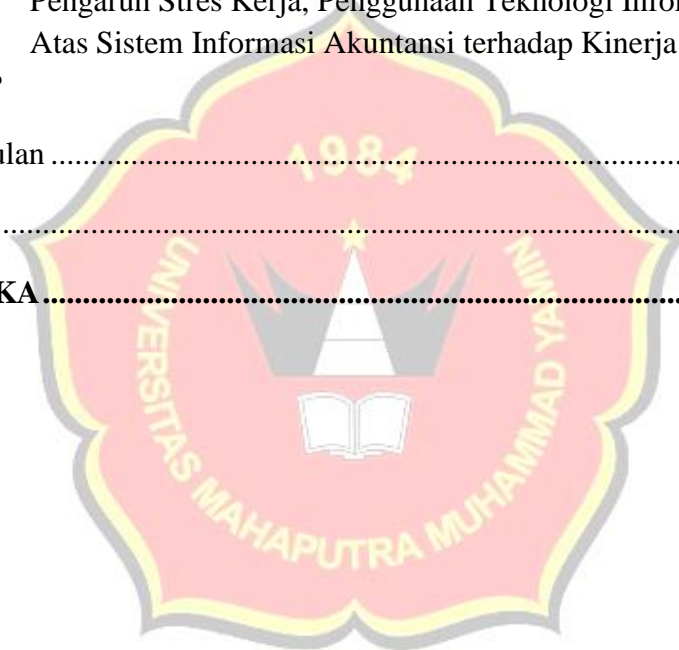 Pengaruh Stres Kerja, Penggunaan Teknologi Infor
Atas Sistem Informasi Akuntansi terhadap Kinerja
ulan ................................................................................
................................................................................
KA ................................................................................
1984
UNIVERSITAS MAHAPUTRA MUHAMMAD YAMIN